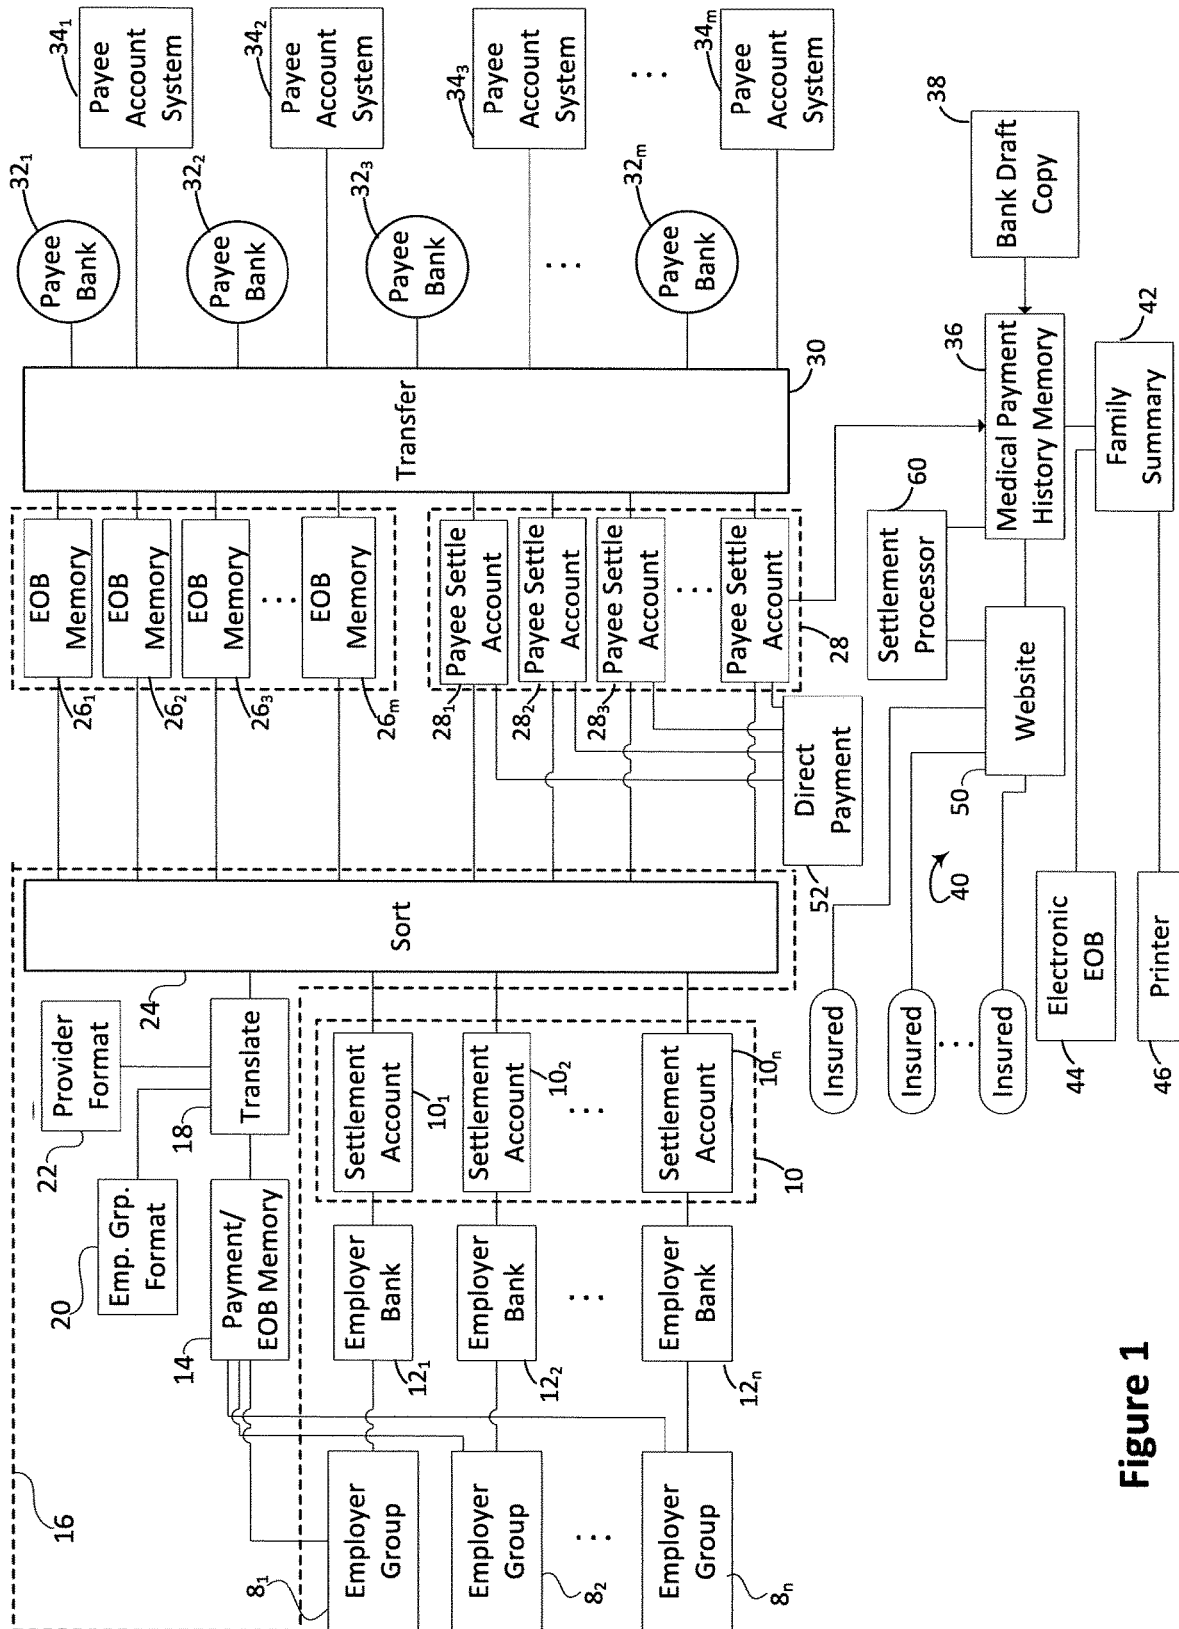 16
20
Emp. Grp.
Format
22
Provider
Format
14
Payment/
EOB Memory
18
Translate
24
Sort
8₁
Employer
Group
12₁
Employer
Bank
Settlement
Account
10₁
8₂
Employer
Group
12₂
Employer
Bank
Settlement
Account
10₂
...
...
...
8ₙ
Employer
Group
12ₙ
Employer
Bank
Settlement
Account
10ₙ
10
26₁
EOB
Memory
26₂
EOB
Memory
26₃
EOB
Memory
...
26ₘ
EOB
Memory
28₁
Payee Settle
Account
28₂
Payee Settle
Account
28₃
Payee Settle
Account
...
Payee Settle
Account
28
Transfer
30
32₁
Payee
Bank
34₁
Payee
Account
System
32₂
Payee
Bank
34₂
Payee
Account
System
32₃
Payee
Bank
34₃
Payee
Account
System
...
...
32ₘ
Payee
Bank
34ₘ
Payee
Account
System
52
Direct
Payment
Insured
Insured
...
Insured
40
50
Website
60
Settlement
Processor
36
Medical Payment
History Memory
38
Bank Draft
Copy
44
Electronic
EOB
42
Family
Summary
46
Printer
Figure 1